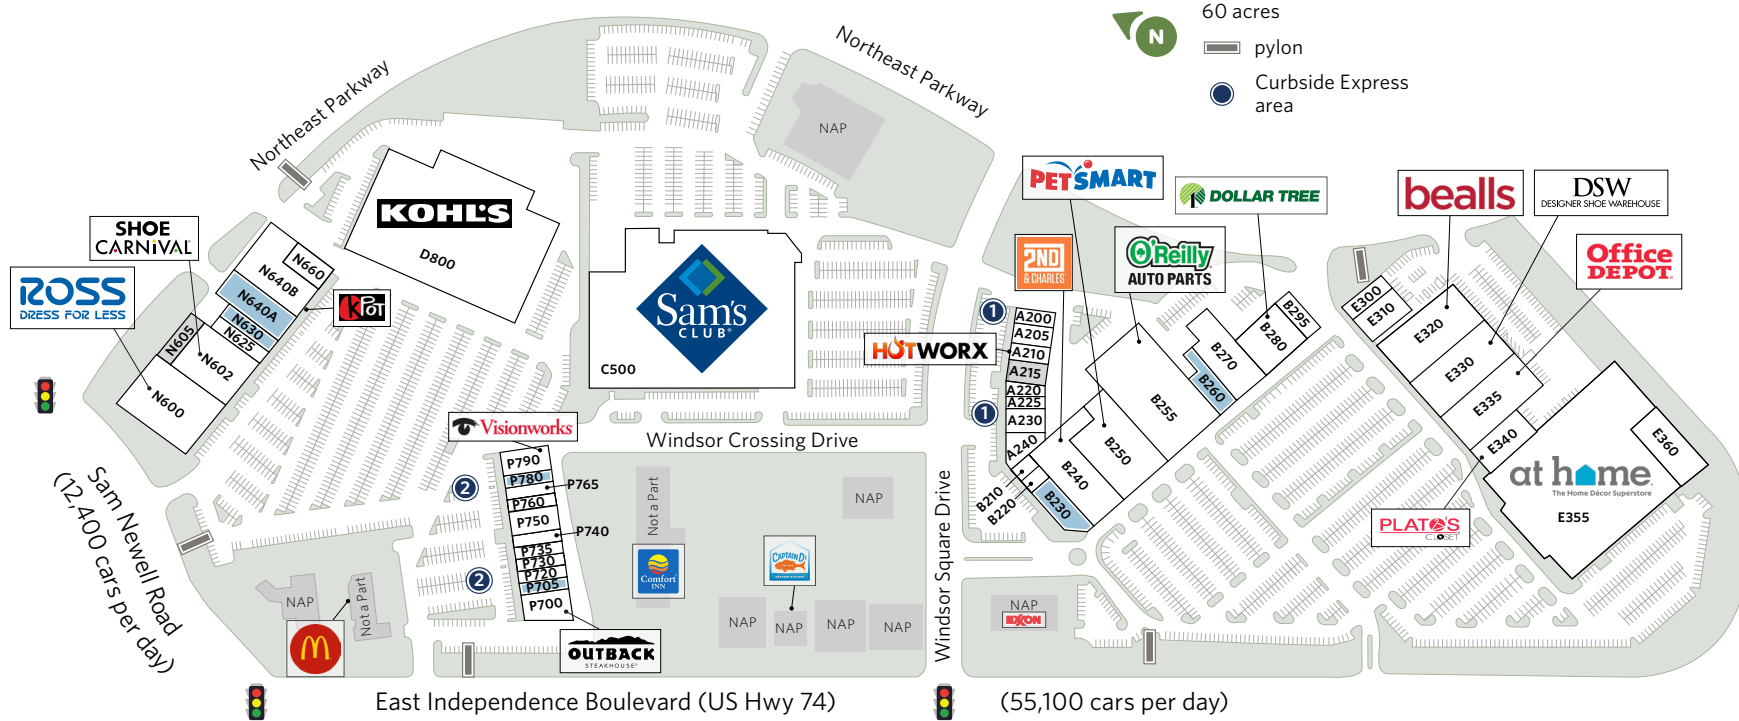 60 acres
N
pylon
Curbside Express
area
Northeast Parkway
Northeast Parkway
NAP
KOHL'S
D800
SHOE
CARNIVAL
ROSS
DRESS FOR LESS
N660
N640B
N640A
N630
N625
N605
N602
N600
KPOT
Sam's
CLUB
C500
PETSMART
DOLLAR TREE
2ND
& CHARLES
O'Reilly
AUTO PARTS
HOTWORX
bealls
DSW
DESIGNER SHOE WAREHOUSE
Office
DEPOT
1
1
A200
A205
A210
A215
A220
A225
A230
A240
B210
B220
B230
B240
B250
B255
B260
B270
B280
B295
E300
E310
E320
E330
E335
E340
E360
at home
The Home Décor Superstore
E355
PLATO'S
CLOSET
Windsor Crossing Drive
Visionworks
P790
P780
P765
P760
P750
P740
P735
P730
P720
P705
P700
2
2
OUTBACK
STEAKHOUSE
Not a Part
Comfort
INN
NAP
CAPTAIN D'S
NAP
NAP
NAP
NAP
Windsor Square Drive
NAP
EXXON
NAP
Not a Part
Sam Newell Road
(12,400 cars per day)
East Independence Boulevard (US Hwy 74)
(55,100 cars per day)